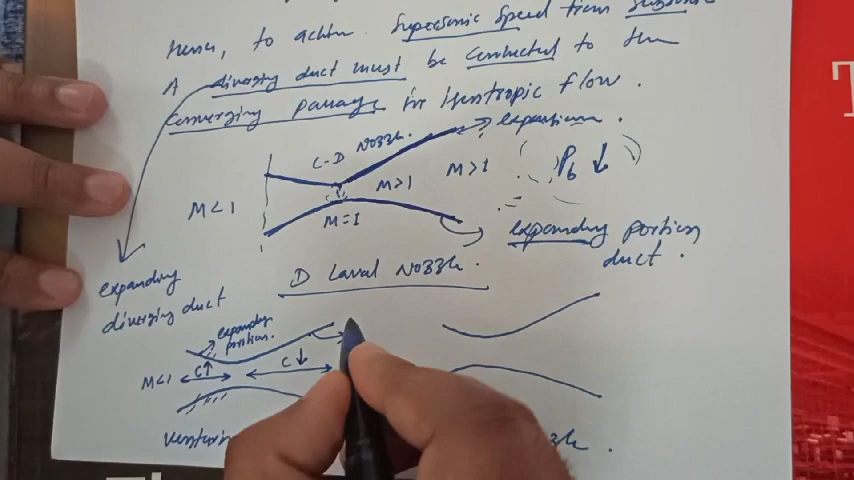 to achieve Supersonic Speed from Subsonic
A diverging duct must be connected to the
Converging passage for Isentropic flow.
C-D Nozzle.
expansion.
M<1
M=1
M>1
M>1
Pb ↓
expanding portion
duct.
D Laval Nozzle.
expanding
diverging duct
expanding
portion.
M<1
C↑
C↓